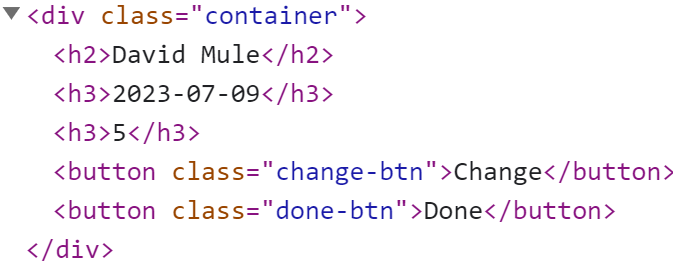 <div class="container">
<h2>David Mule</h2>
<h3>2023-07-09</h3>
<h3>5</h3>
<button class="change-btn">Change</button>
<button class="done-btn">Done</button>
</div>